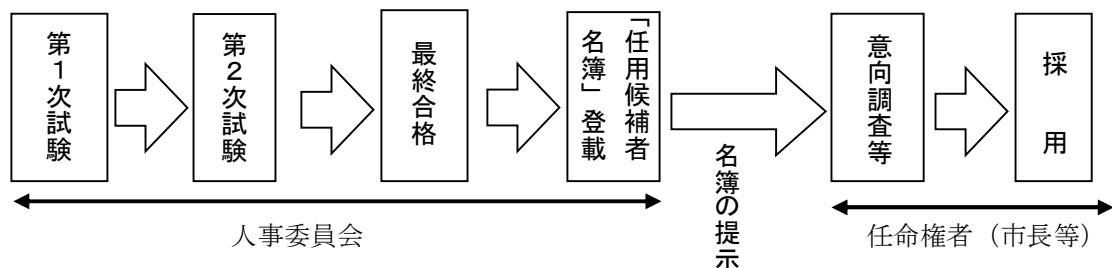 第１次試験
第２次試験
最終合格
「任用候補者
名簿」登載
名簿の提示
意向調査等
採用
人事委員会
任命権者（市長等）